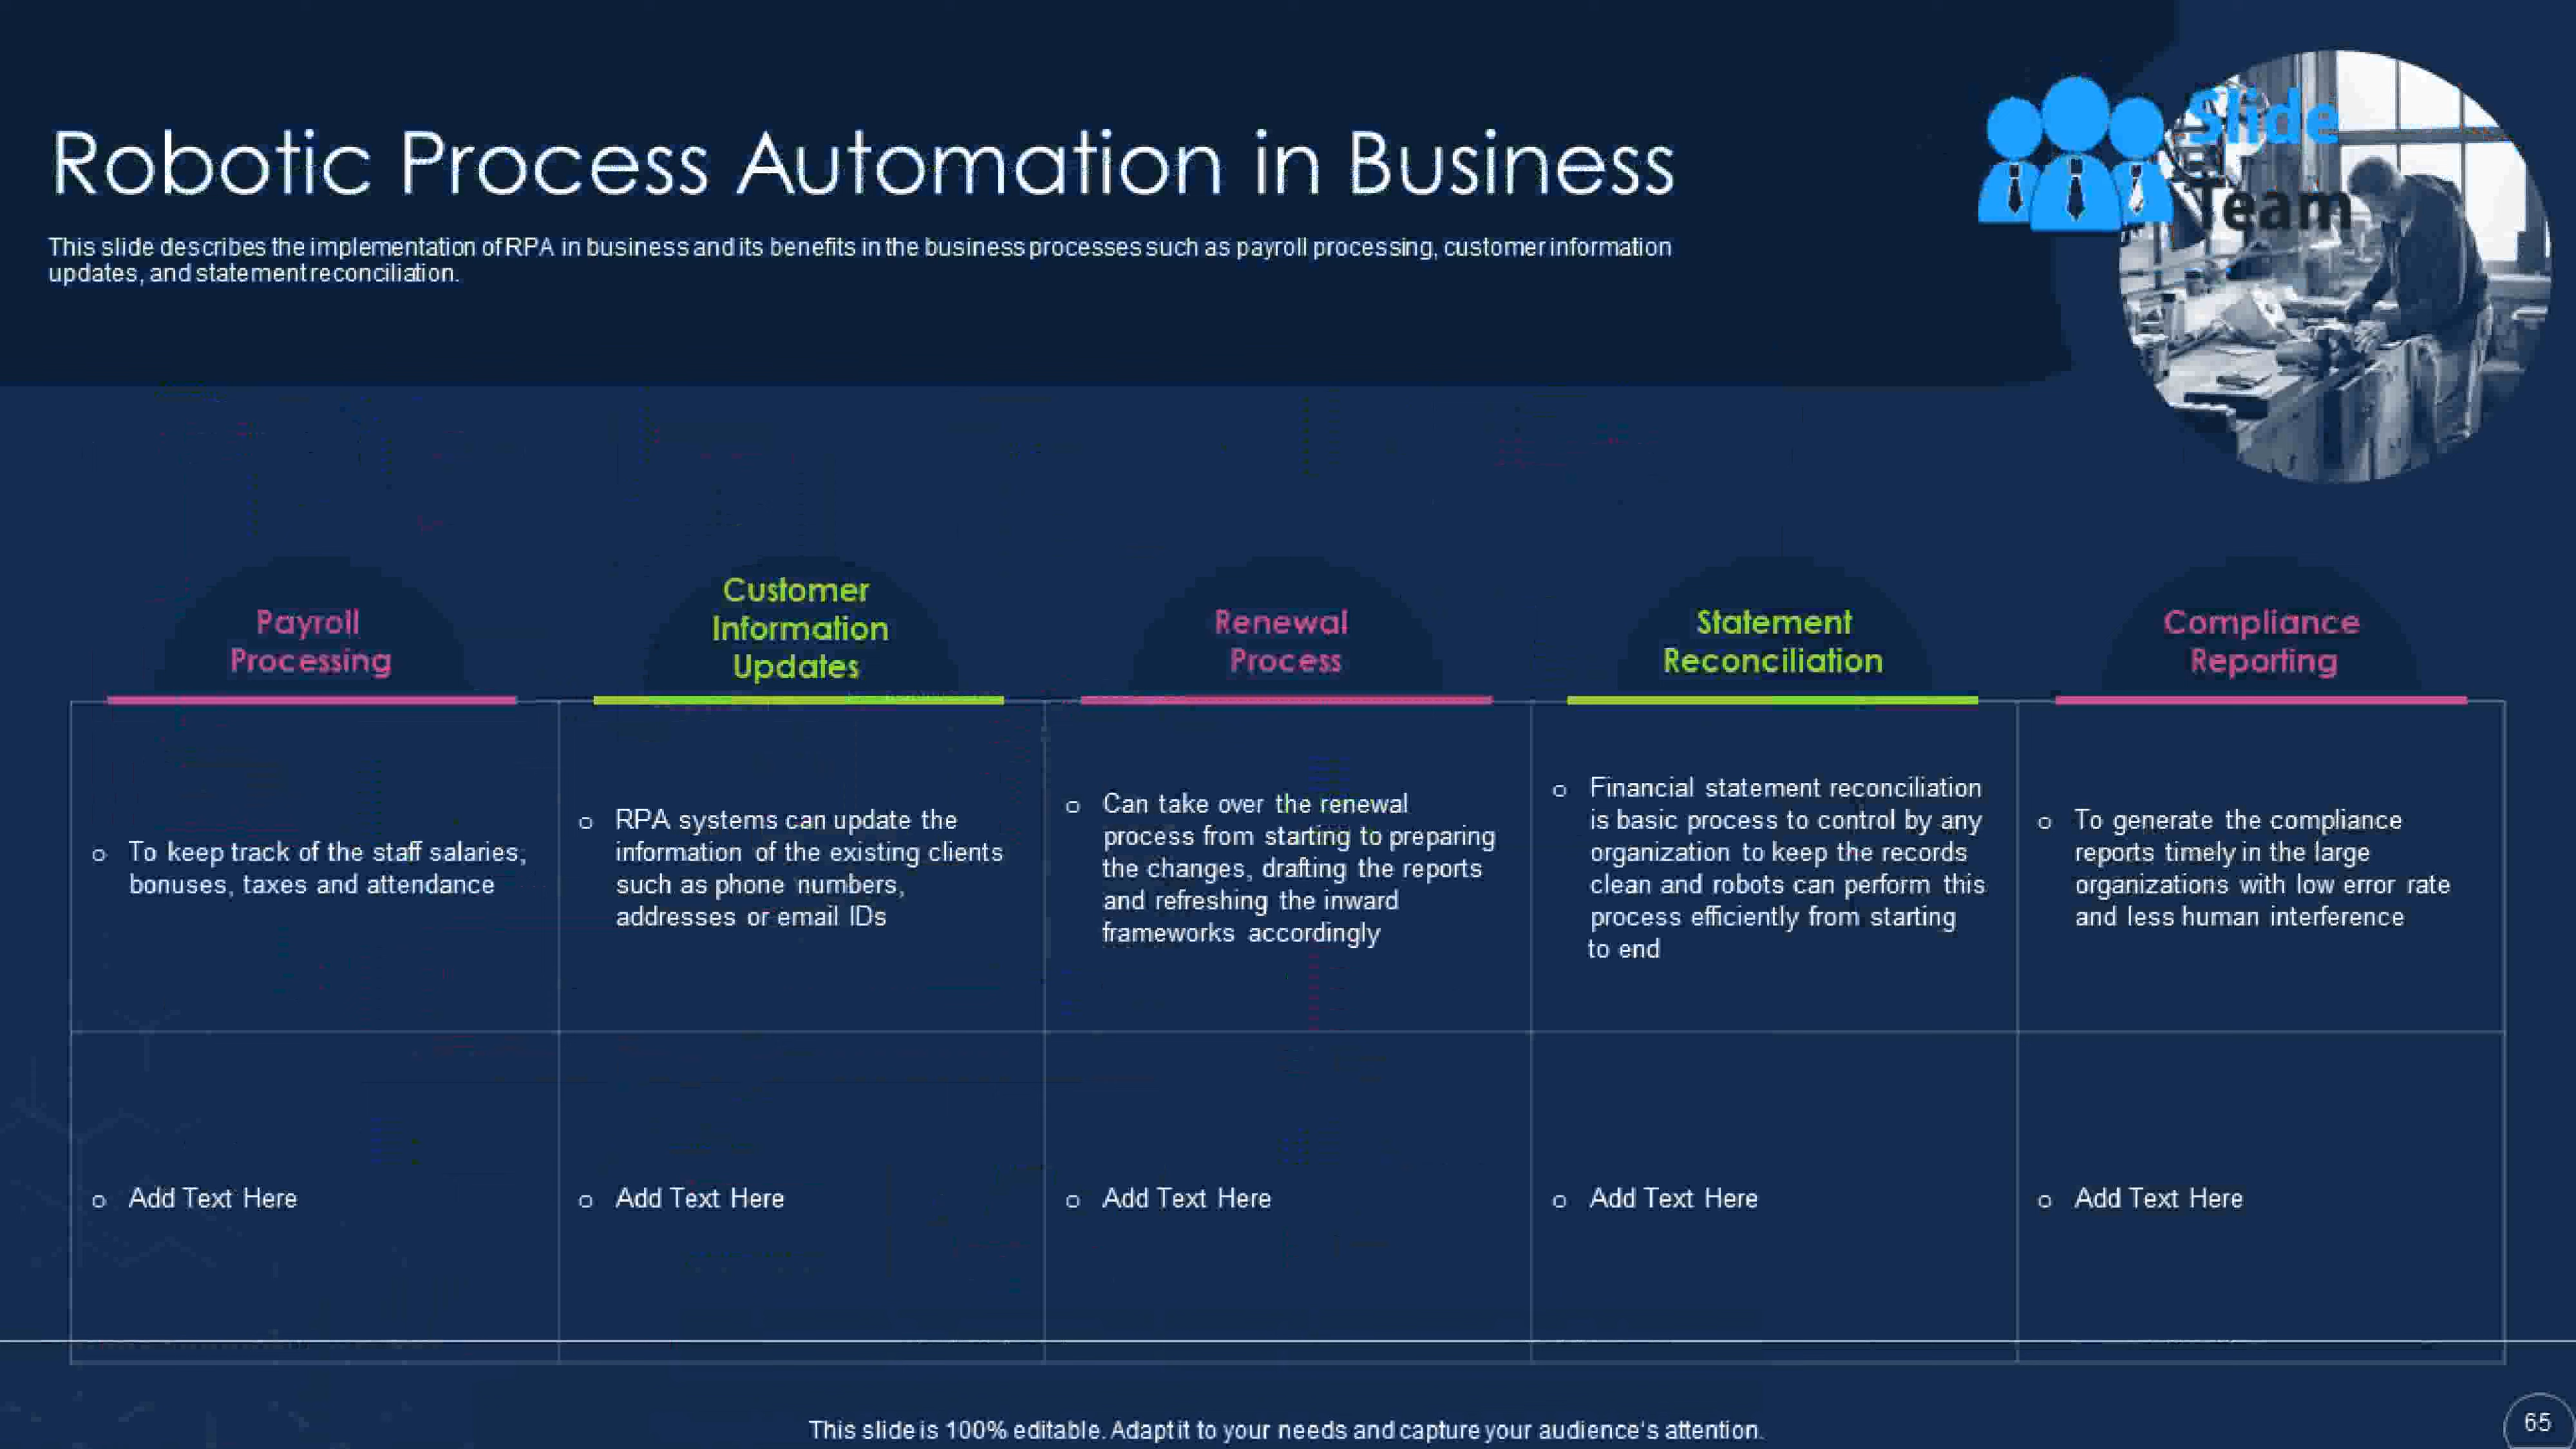 Robotic Process Automation in Business
This slide describes the implementation of RPA in business and its benefits in the business processes such as payroll processing, customer information
updates, and statement reconciliation.
Slide
Team
Payroll
Processing
Customer
Information
Updates
Renewal
Process
Statement
Reconciliation
Compliance
Reporting
o To keep track of the staff salaries,
bonuses, taxes and attendance
o RPA systems can update the
information of the existing clients
such as phone numbers,
addresses or email IDs
o Can take over the renewal
process from starting to preparing
the changes, drafting the reports
and refreshing the inward
frameworks accordingly
o Financial statement reconciliation
is basic process to control by any
organization to keep the records
clean and robots can perform this
process efficiently from starting
to end
o To generate the compliance
reports timely in the large
organizations with low error rate
and less human interference
o Add Text Here
o Add Text Here
o Add Text Here
o Add Text Here
o Add Text Here
This slide is 100% editable. Adapt it to your needs and capture your audience's attention.
65